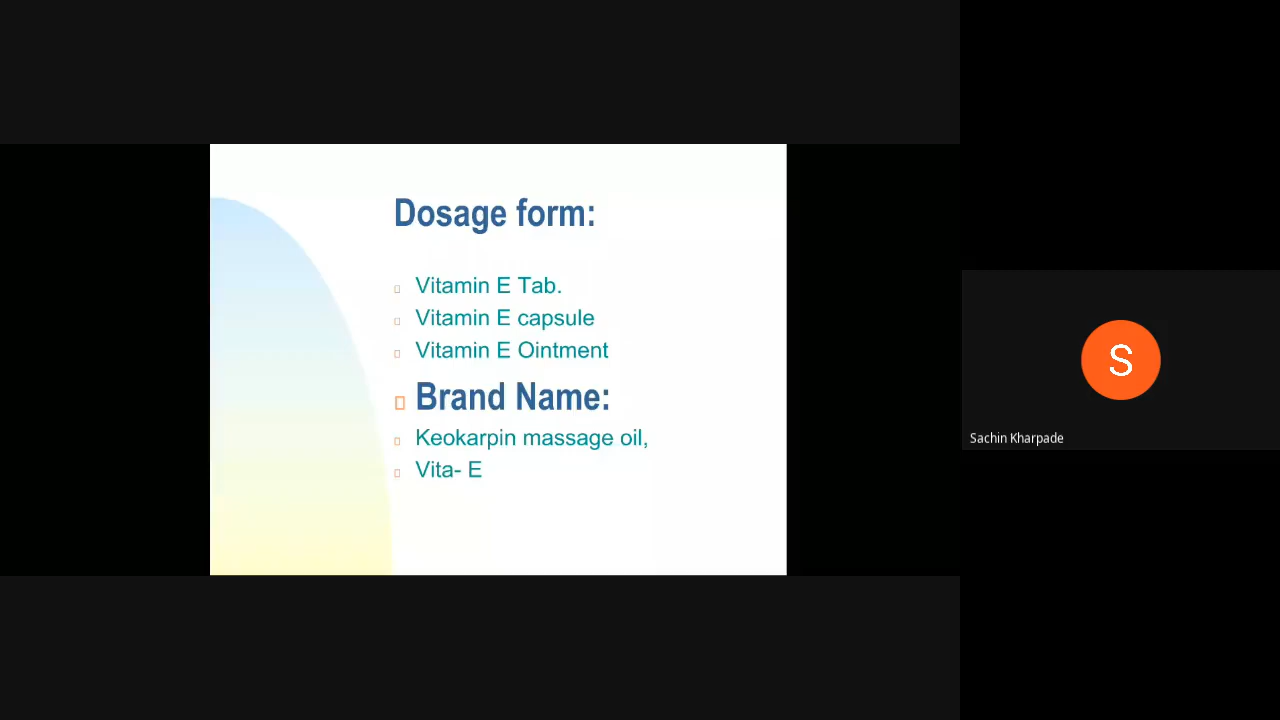 Dosage form:
Vitamin E Tab.
Vitamin E capsule
Vitamin E Ointment
Brand Name:
Keokarpin massage oil,
Vita- E
S
Sachin Kharpade